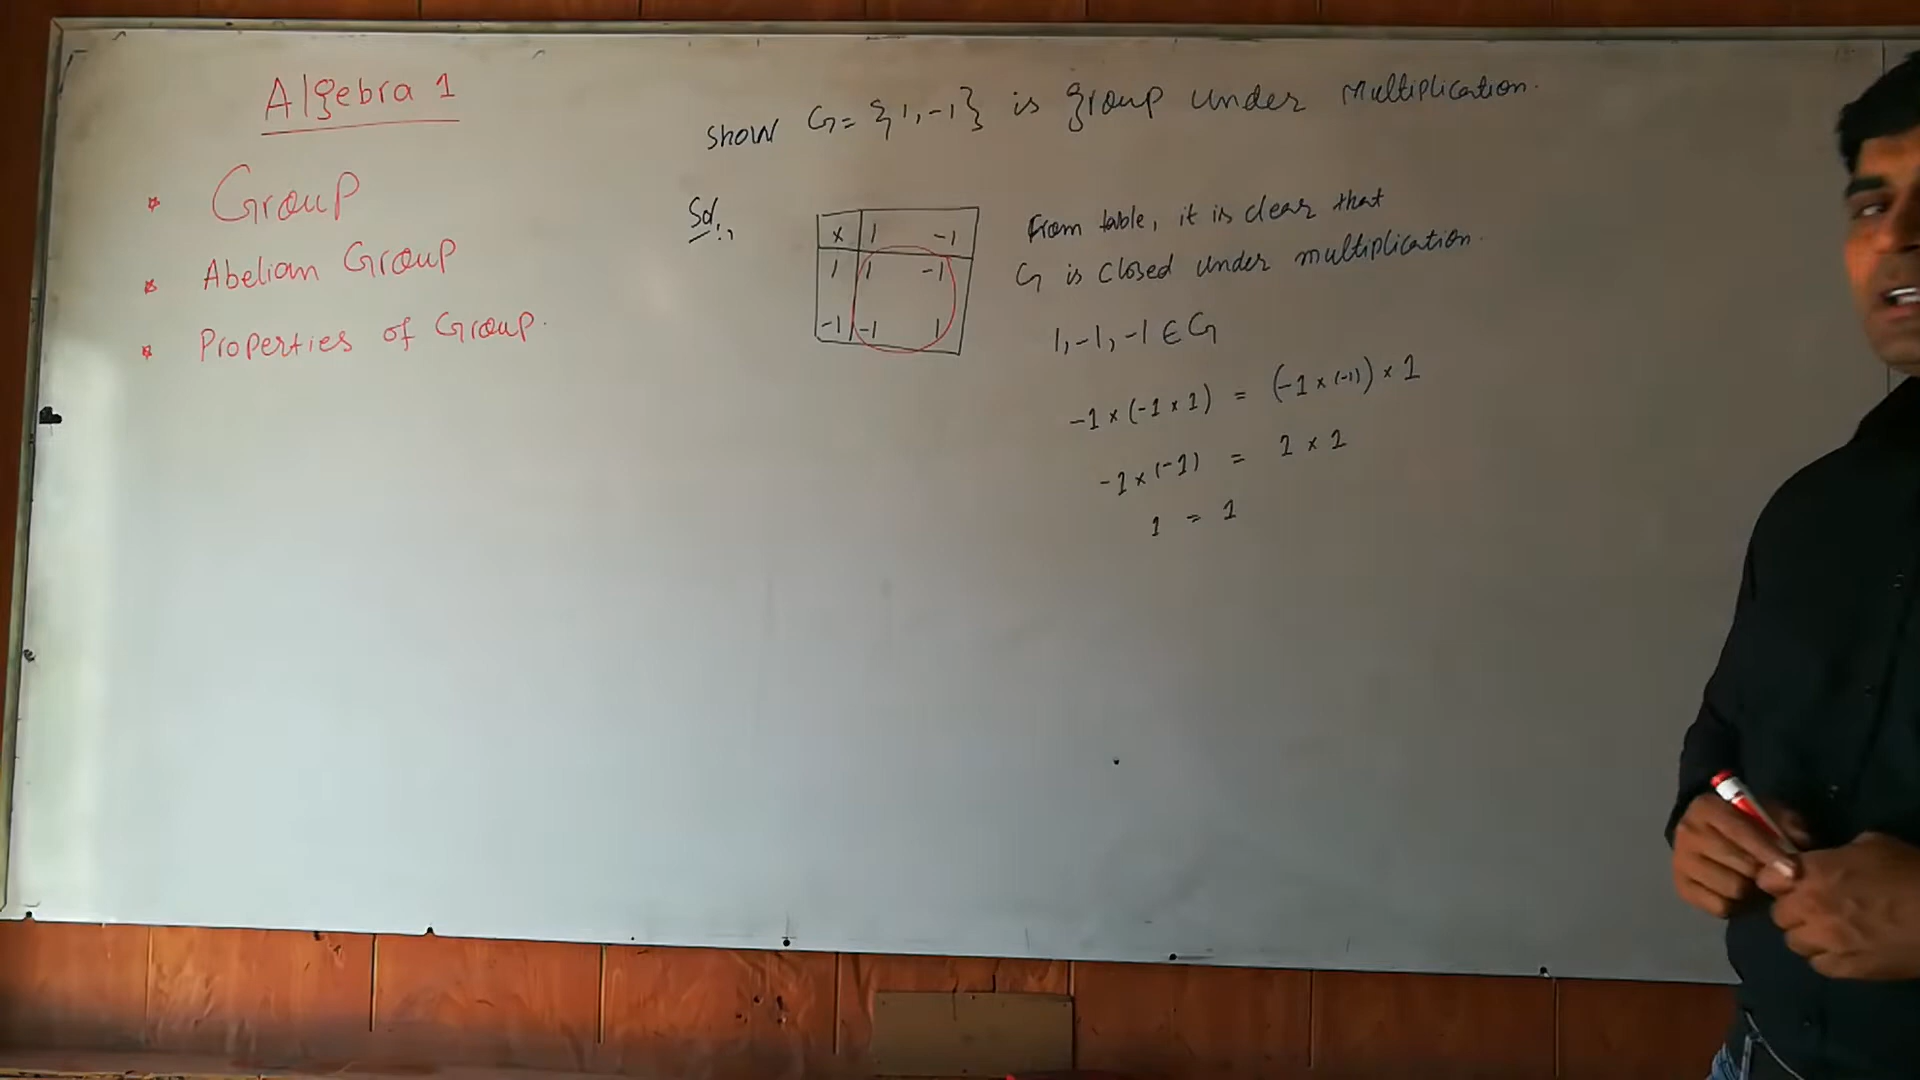 Algebra 1
* Group
* Abelian Group
* Properties of Group.
Show G = {1, -1} is group under Multiplication.
Sol:,
× 1 -1
1 1 -1
-1 -1 1
From table, it is clear that
G is closed under multiplication.
1, -1, -1 ∈ G
-1 × (-1 × 1) = (-1 × (-1)) × 1
-1 × (-1) = 1 × 1
1 = 1